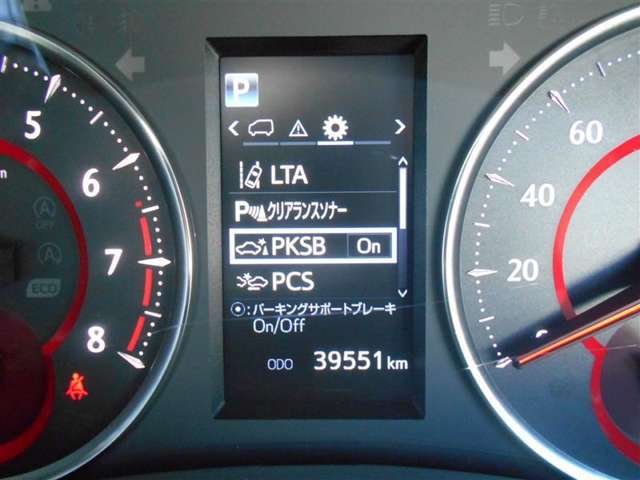 P
LTA
P クリアランスソナー
PKSB On
PCS
:パーキングサポートブレーキ
On/Off
ODO 39551 km
5
6
7
8
A
OFF
A
ECO
60
40
20
0